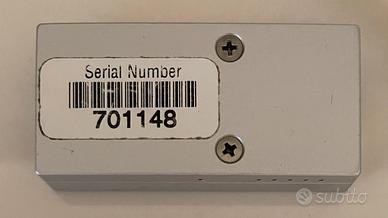 Serial Number
701148
subito